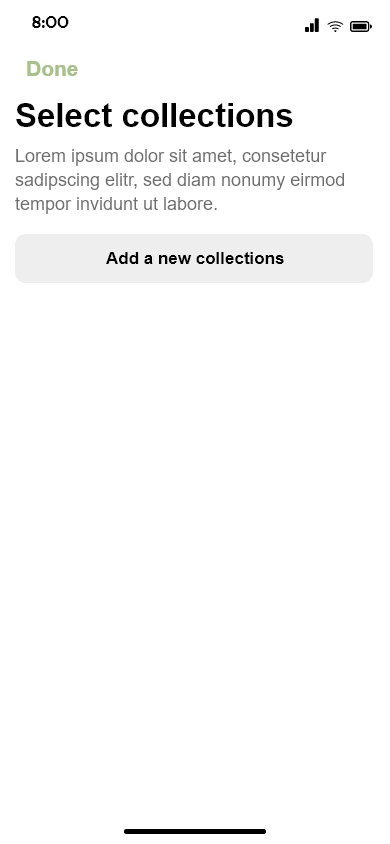 8:00
Done
Select collections
Lorem ipsum dolor sit amet, consetetur
sadipscing elitr, sed diam nonumy eirmod
tempor invidunt ut labore.
Add a new collections